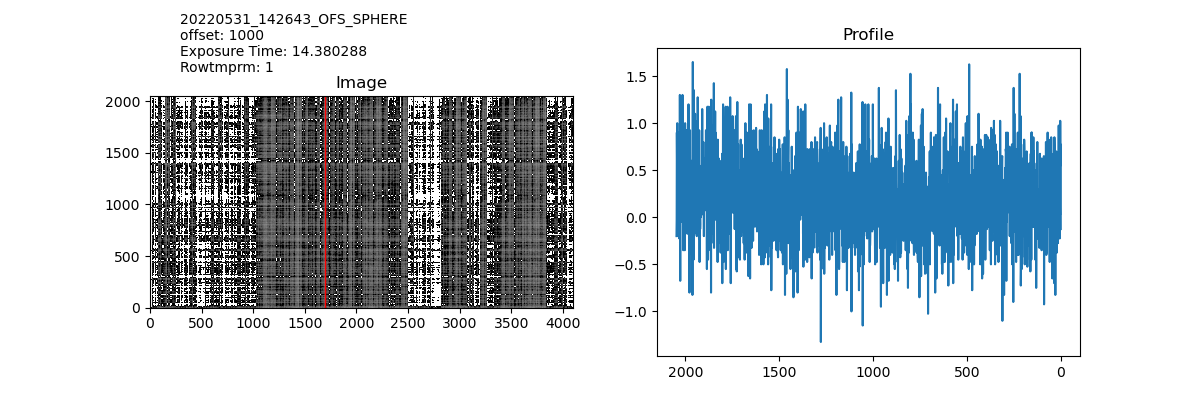 20220531_142643_OFS_SPHERE
offset: 1000
Exposure Time: 14.380288
Rowtmprm: 1
Image
2000
1500
1000
500
0
0 500 1000 1500 2000 2500 3000 3500 4000
Profile
1.5
1.0
0.5
0.0
−0.5
−1.0
2000 1500 1000 500 0